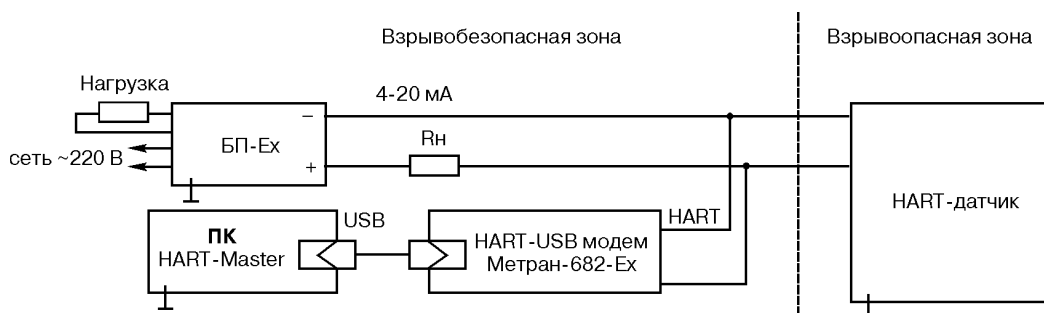 Взрывобезопасная зона
Взрывоопасная зона
Нагрузка
4-20 мА
–
БП-Ex
Rн
сеть ~220 В
+
USB
HART
HART-датчик
ПК
HART-Master
HART-USB модем
Метран-682-Ex